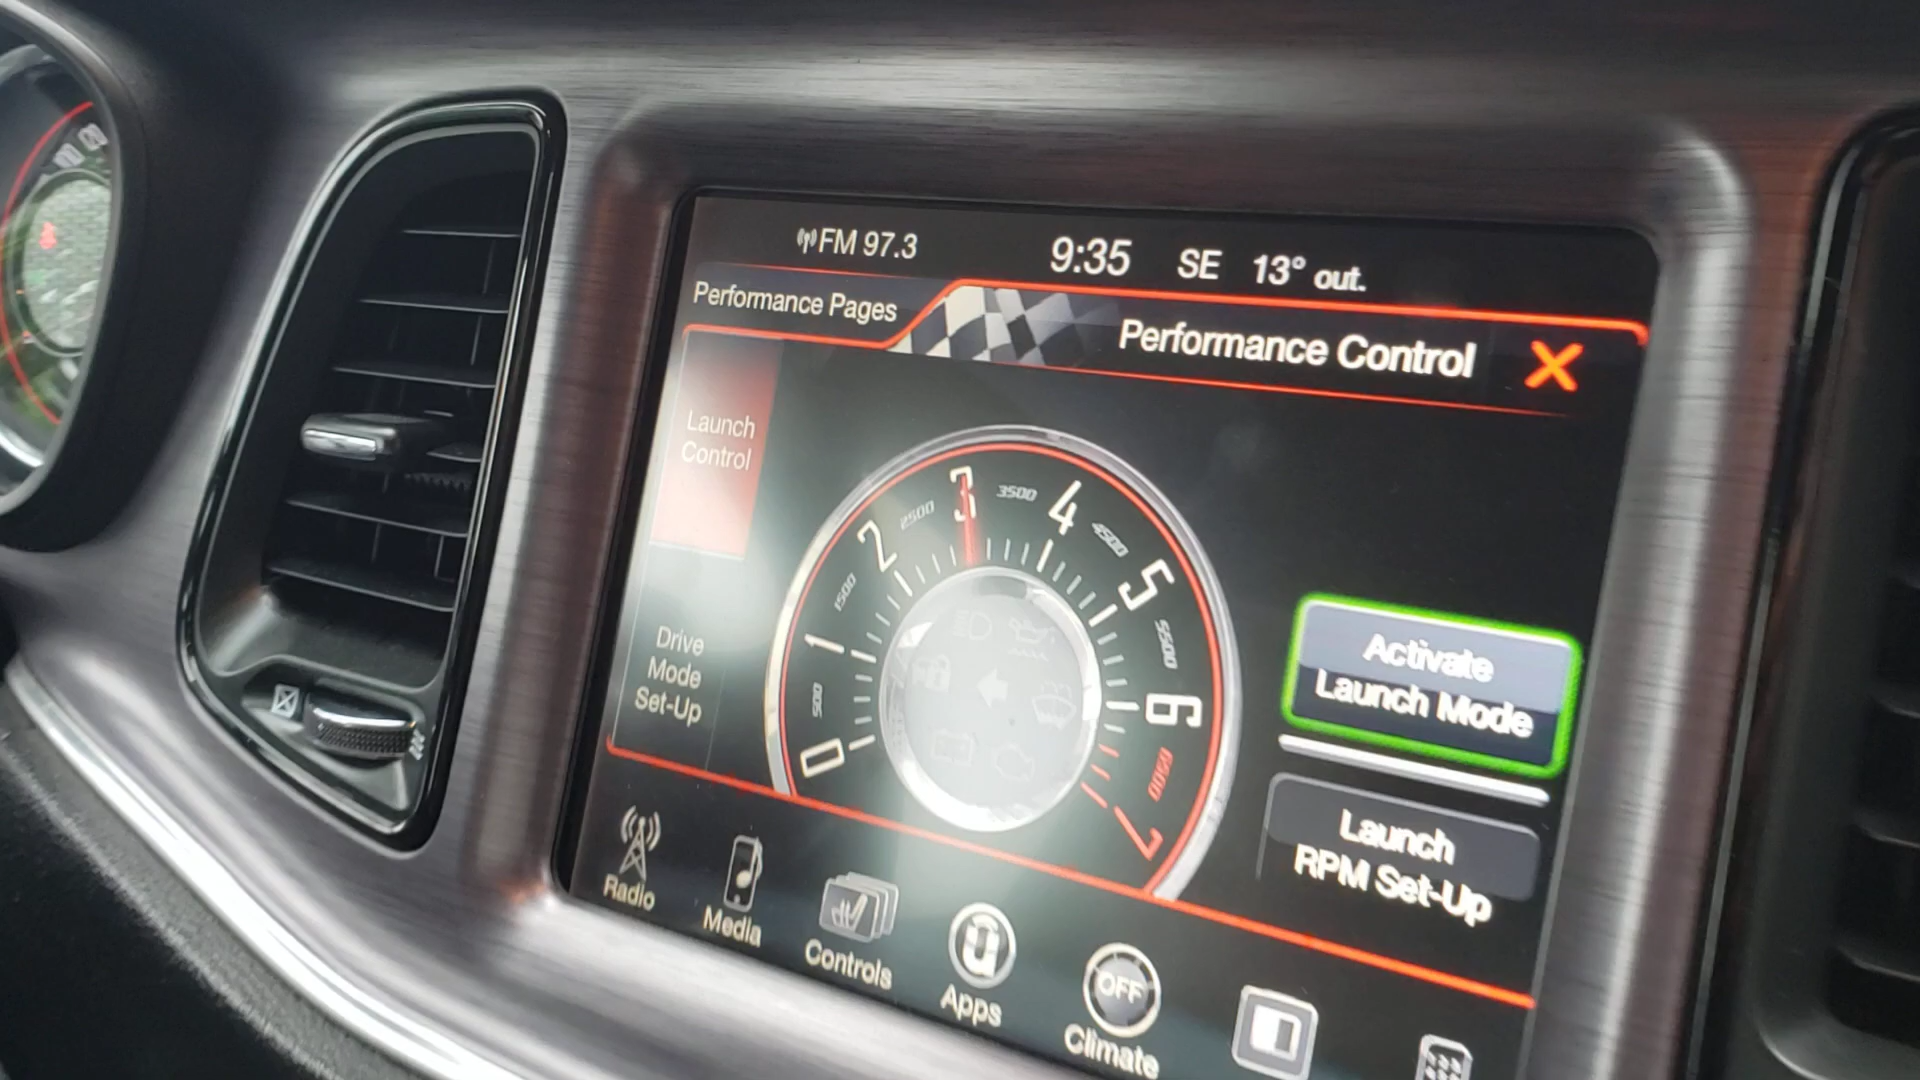 FM 97.3
9:35
SE
13° out.
Performance Pages
Performance Control
X
Launch
Control
Drive
Mode
Set-Up
0
500
1
1500
2
2500
3
3500
4
4500
5
5500
6
6500
7
Activate
Launch Mode
Launch
RPM Set-Up
Radio
Media
Controls
Apps
OFF
Climate